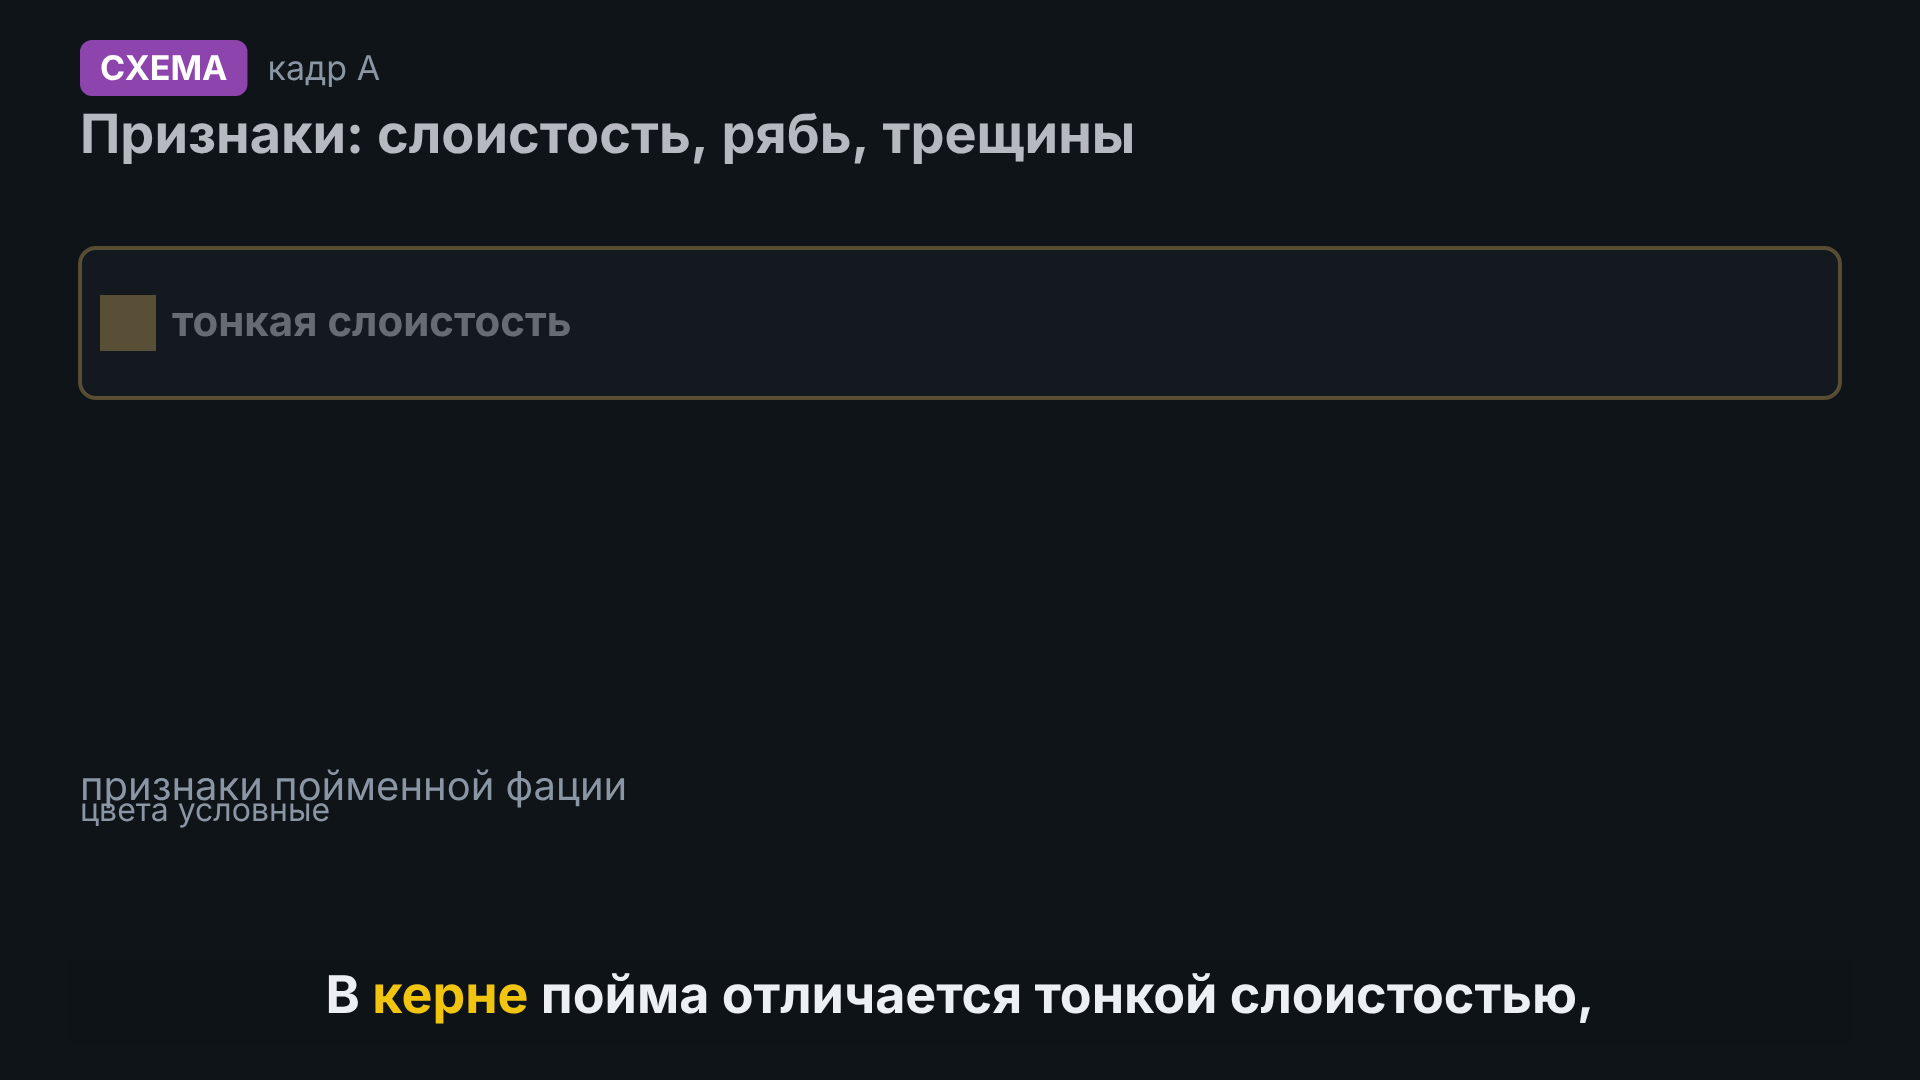 СХЕМА кадр А
Признаки: слоистость, рябь, трещины
тонкая слоистость
признаки пойменной фации
цвета условные
В керне пойма отличается тонкой слоистостью,